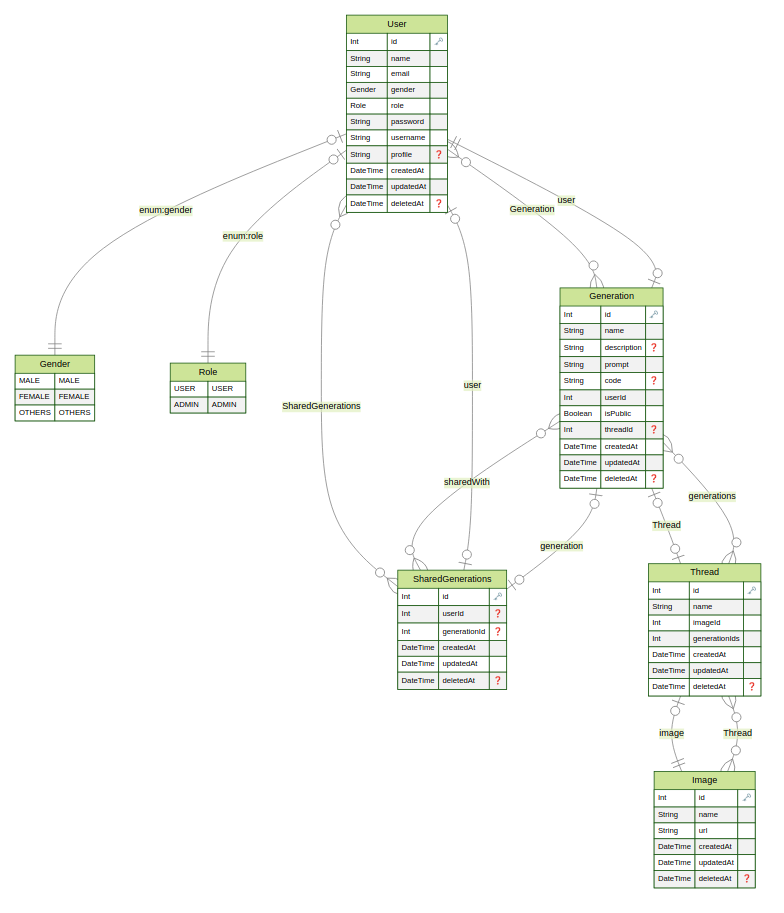 User
Int id
String name
String email
Gender gender
Role role
String password
String username
String profile ?
DateTime createdAt
DateTime updatedAt
DateTime deletedAt ?
enum:gender
enum:role
Generation
user
Gender
MALE MALE
FEMALE FEMALE
OTHERS OTHERS
Role
USER USER
ADMIN ADMIN
SharedGenerations
user
Generation
Int id
String name
String description ?
String prompt
String code ?
Int userId
Boolean isPublic
Int threadId ?
DateTime createdAt
DateTime updatedAt
DateTime deletedAt ?
sharedWith
generation
Thread
generations
SharedGenerations
Int id
Int userId ?
Int generationId ?
DateTime createdAt
DateTime updatedAt
DateTime deletedAt ?
Thread
Int id
String name
Int imageId
Int generationIds
DateTime createdAt
DateTime updatedAt
DateTime deletedAt ?
image
Thread
Image
Int id
String name
String url
DateTime createdAt
DateTime updatedAt
DateTime deletedAt ?